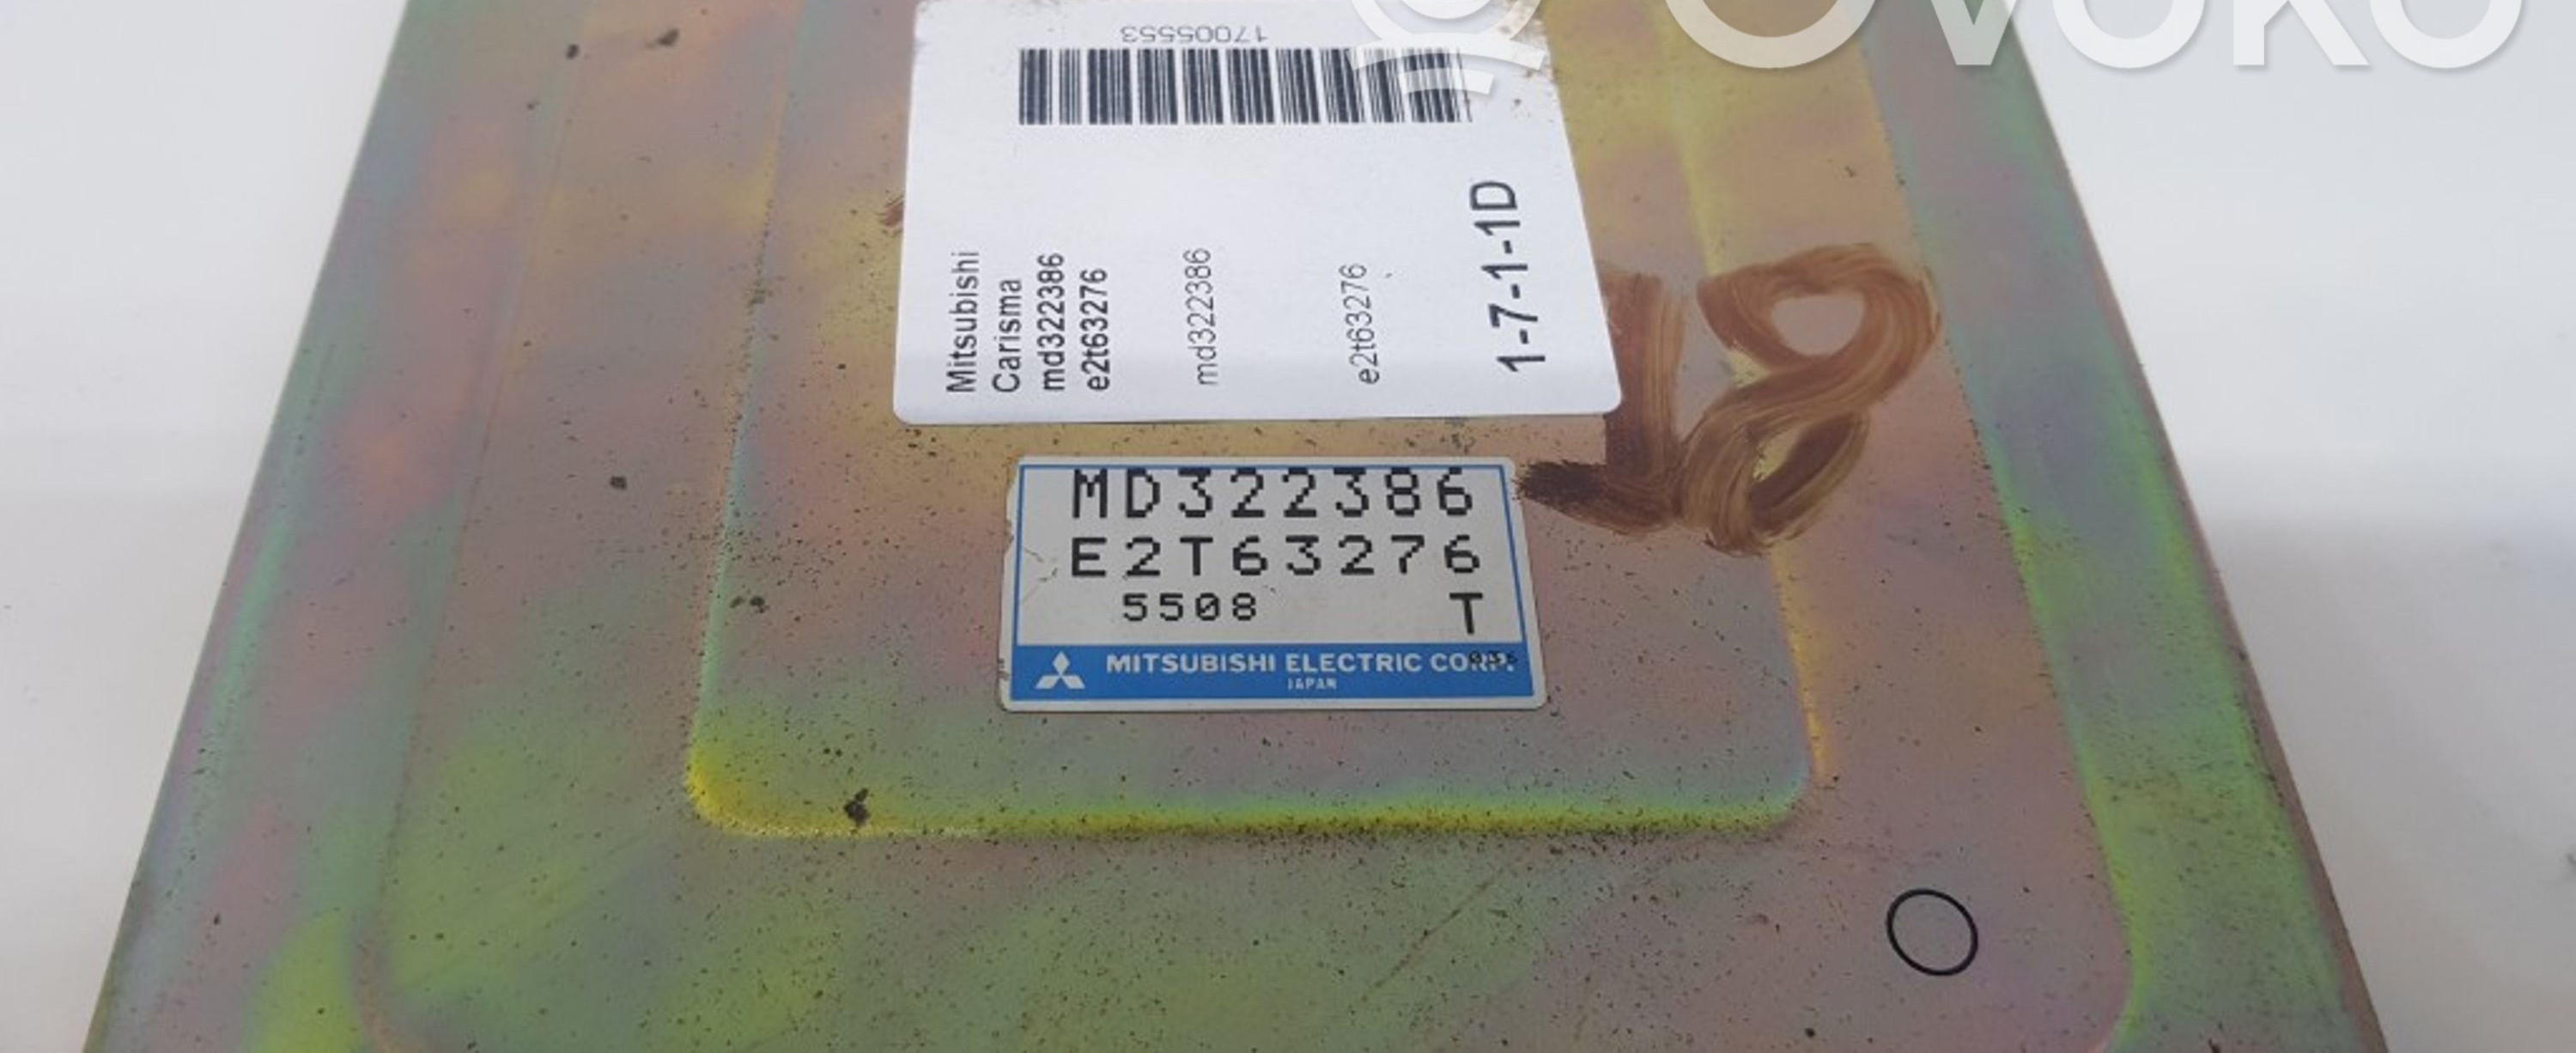 OVOKO
17005553
Mitsubishi
Carisma
md322386
e2t63276
md322386
e2t63276
1-7-1-1D
18
MD322386
E2T63276
5508 T
MITSUBISHI ELECTRIC CORP.
JAPAN